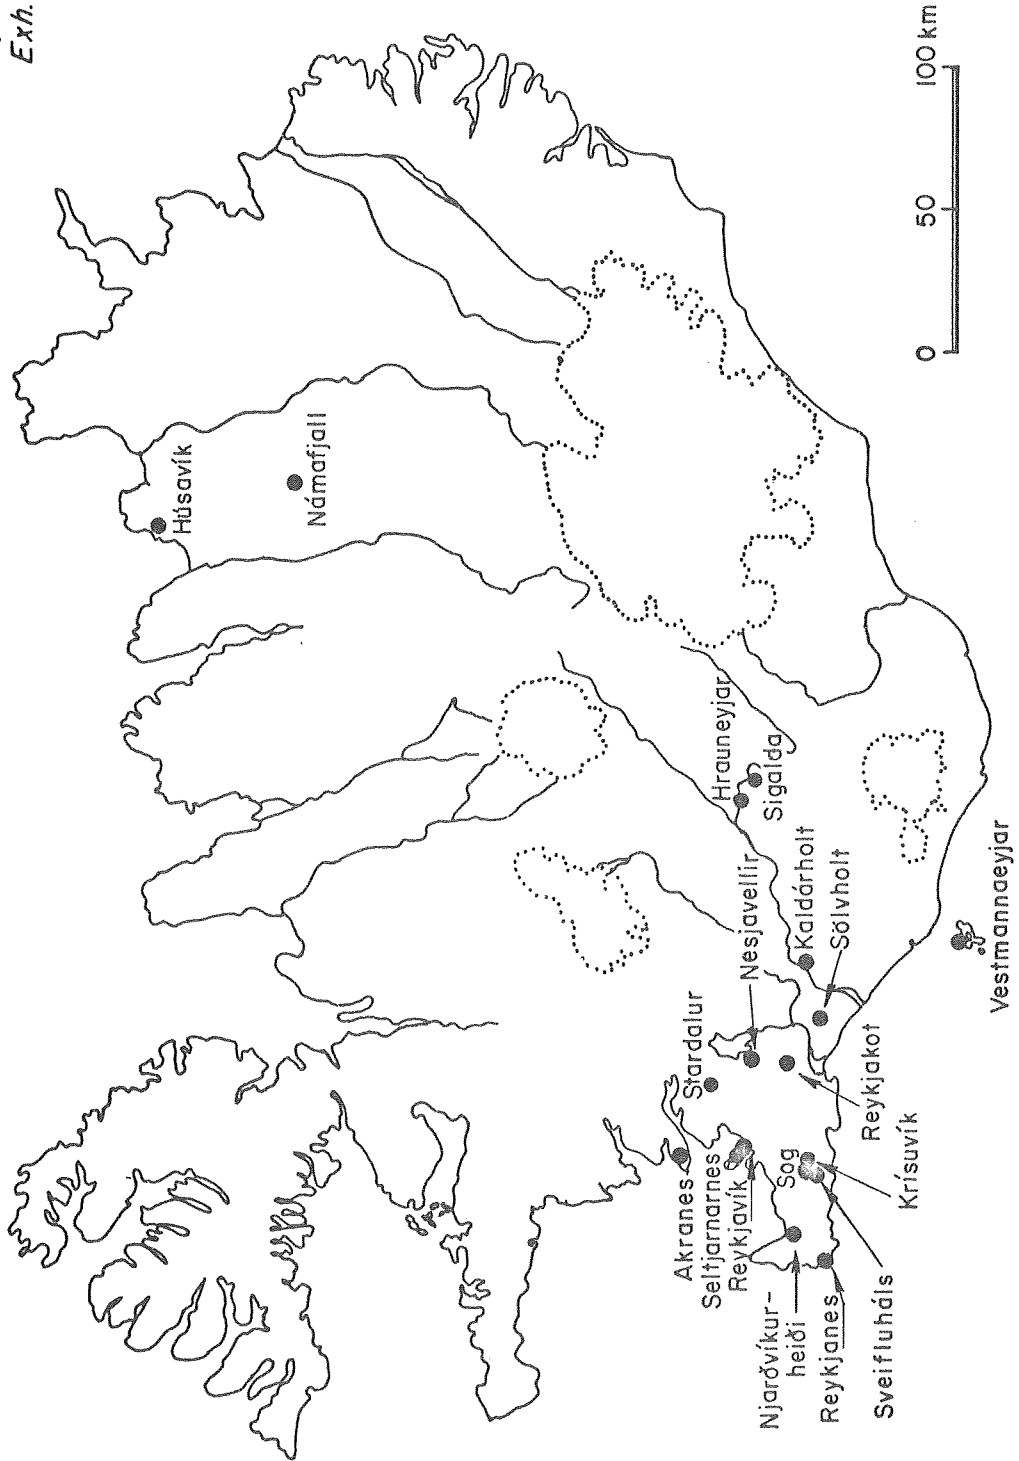 Exh.
Húsavík
Námafjall
Hrauneyjar
Sigalda
Nesjavellir
Kaldárholt
Sölvholt
Stardalur
Akranes
Seltjarnarnes
Reykjavík
Sog
Njarðvíkur-
heiði
Reykjanes
Sveifluháls
Krísuvík
Reykjakot
Vestmannaeyjar
0 50 100 km